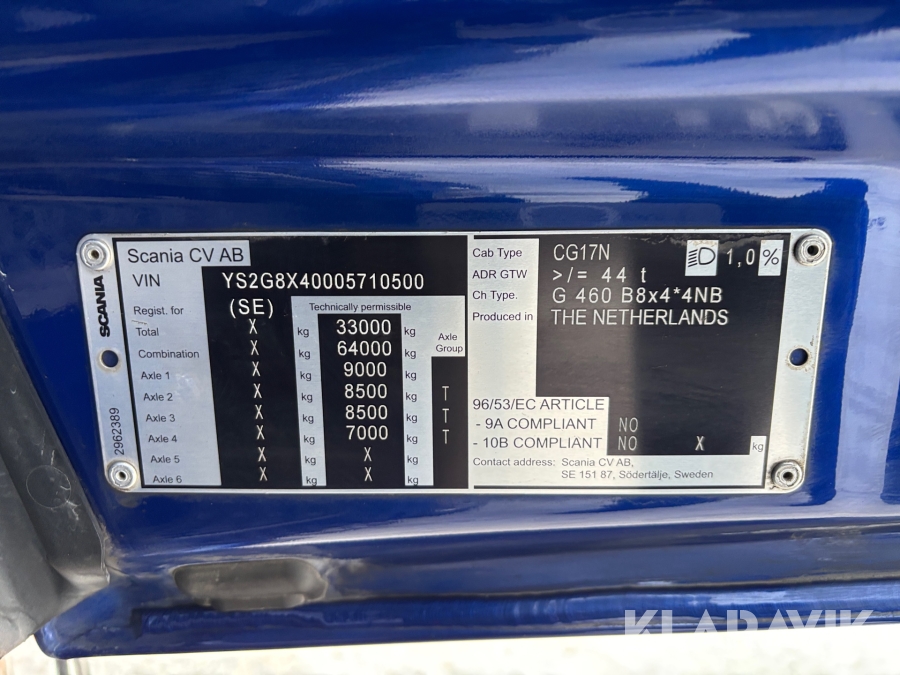 Scania CV AB
VIN YS2G8X40005710500
Regist. for (SE) Technically permissible
Total X kg 33000 kg
Combination X kg 64000 kg Axle Group
Axle 1 X kg 9000 kg
Axle 2 X kg 8500 kg T
Axle 3 X kg 8500 kg T
Axle 4 X kg 7000 kg T
Axle 5 X kg X kg
Axle 6 X kg X kg
SCANIA
2962389
Cab Type CG17N 1,0 %
ADR GTW >/= 44 t
Ch Type. G 460 B8x4*4NB
Produced in THE NETHERLANDS
96/53/EC ARTICLE
- 9A COMPLIANT NO
- 10B COMPLIANT NO X kg
Contact address: Scania CV AB,
SE 151 87, Södertälje, Sweden
KLARAVIK